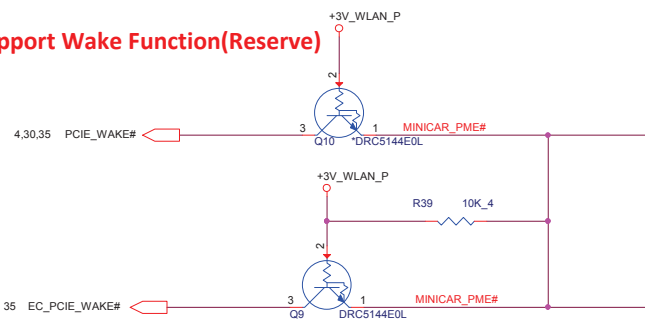 +3V_WLAN_P
pport Wake Function(Reserve)
2
4,30,35 PCIE_WAKE# 3 1 MINICAR_PME#
Q10 *DRC5144E0L
+3V_WLAN_P
R39 10K_4
2
35 EC_PCIE_WAKE# 3 1 MINICAR_PME#
Q9 DRC5144E0L